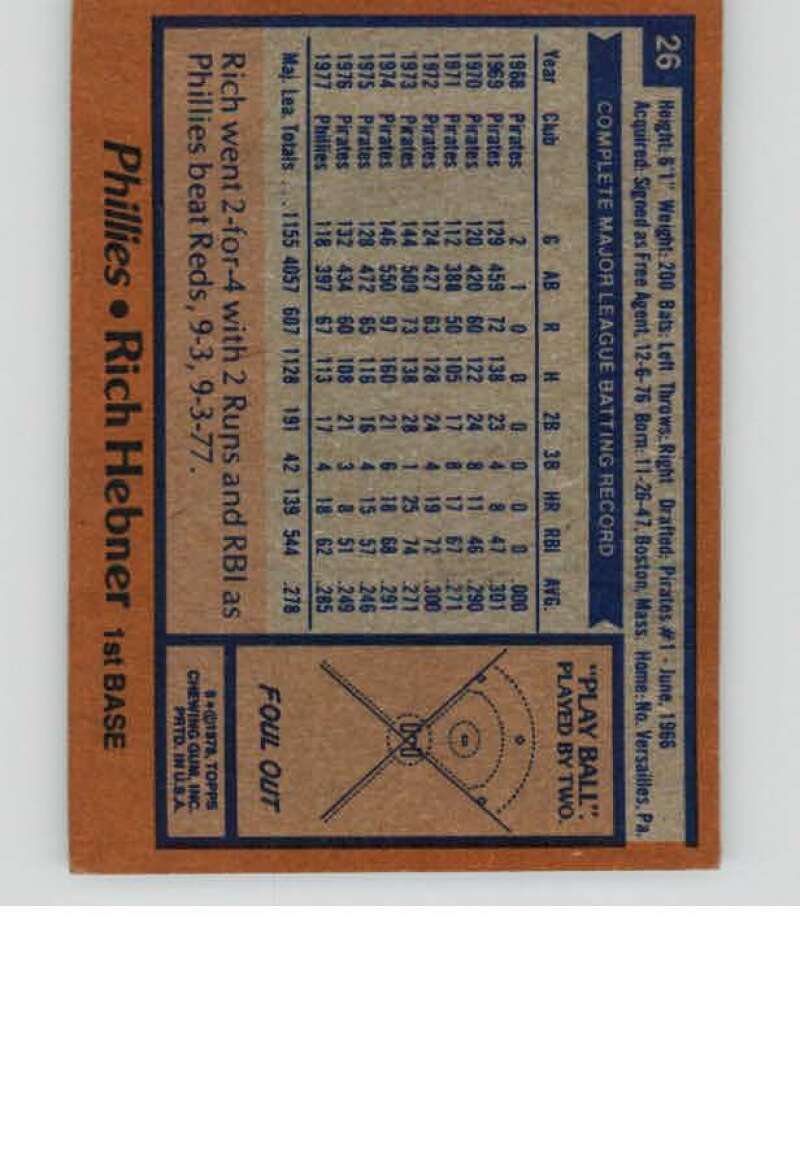 26
Height: 6'1" Weight: 200 Bats: Left Throws: Right Drafted: Pirates #1 - June, 1966
Acquired: Signed as Free Agent, 12-6-76 Born: 11-26-47, Boston, Mass. Home: No. Versailles, Pa.
COMPLETE MAJOR LEAGUE BATTING RECORD
Year Club G AB R H 2B 3B HR RBI AVG.
1968 Pirates 2 1 0 0 0 0 0 0 .000
1969 Pirates 129 459 72 138 23 4 8 47 .301
1970 Pirates 120 420 60 122 24 8 11 46 .290
1971 Pirates 112 388 50 105 17 8 17 67 .271
1972 Pirates 124 427 63 128 24 4 19 72 .300
1973 Pirates 144 509 73 138 28 1 25 74 .271
1974 Pirates 146 550 97 160 21 6 18 68 .291
1975 Pirates 128 472 65 116 16 4 15 57 .246
1976 Pirates 132 434 60 108 21 3 8 51 .249
1977 Phillies 118 397 67 113 17 4 18 62 .285
Maj. Lea. Totals ... 1155 4057 607 1128 191 42 139 544 .278
Rich went 2-for-4 with 2 Runs and RBI as
Phillies beat Reds, 9-3, 9-3-77.
"PLAY BALL":
PLAYED BY TWO.
FOUL OUT
8 * © 1978, TOPPS
CHEWING GUM, INC.
PRTD. IN U.S.A.
Phillies • Rich Hebner 1st BASE